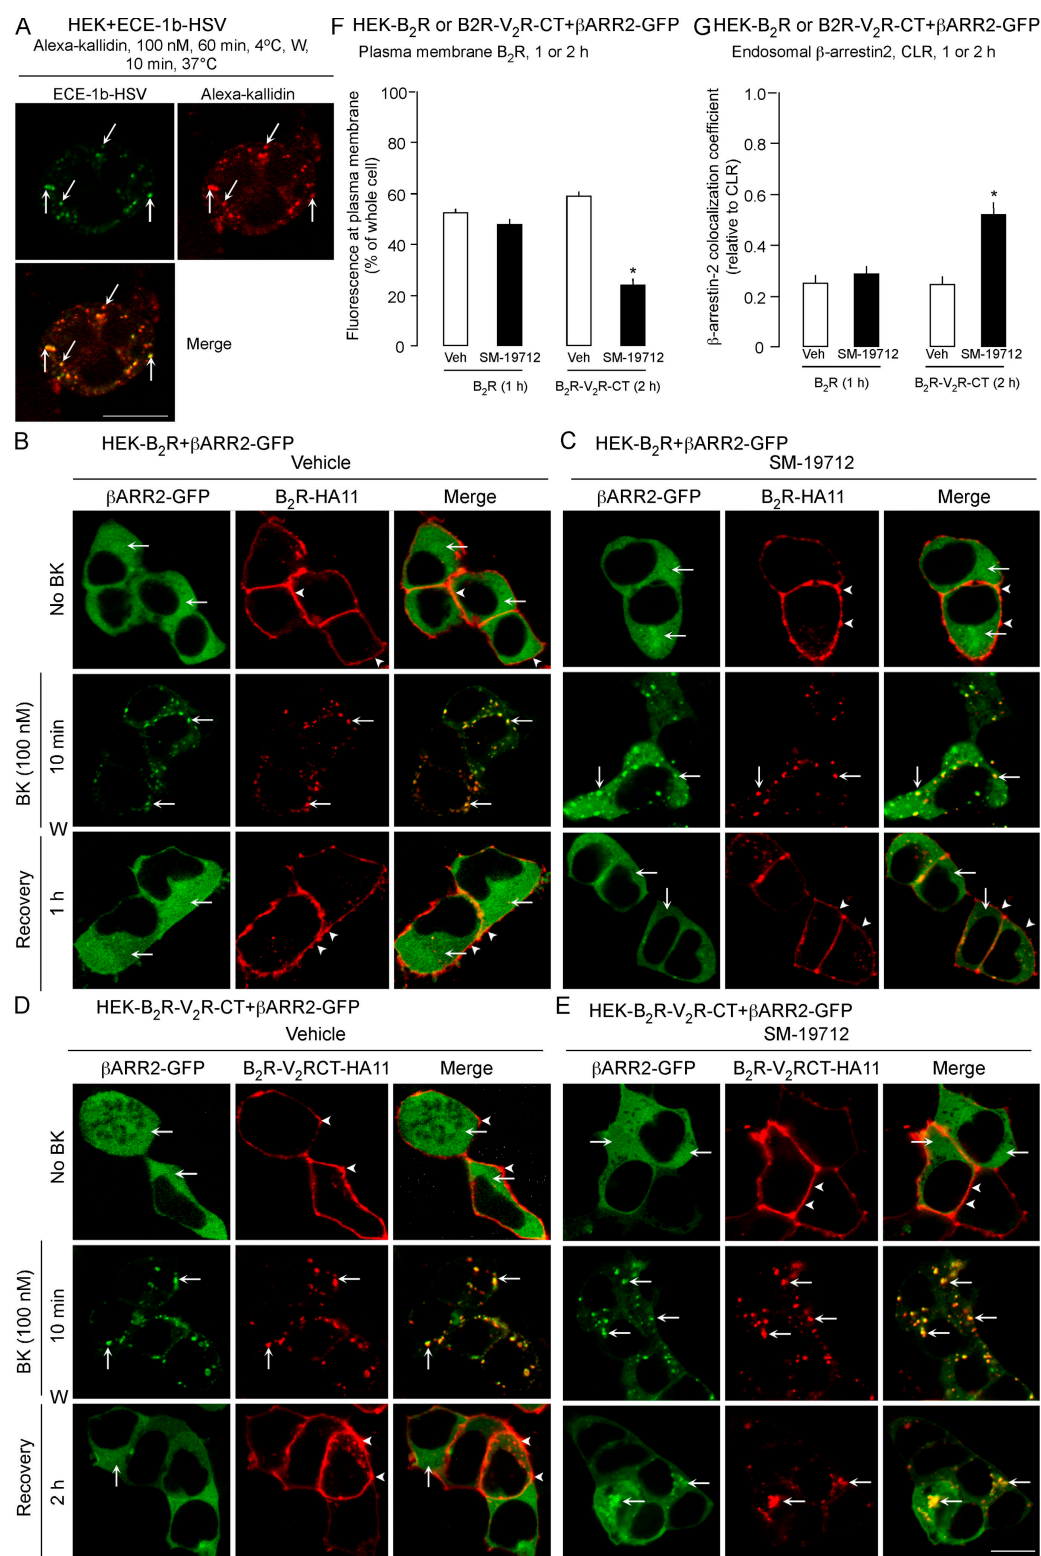 A
HEK+ECE-1b-HSV
Alexa-kallidin, 100 nM, 60 min, 4ºC, W,
10 min, 37°C
ECE-1b-HSV
Alexa-kallidin
Merge
F
HEK-B2R or B2R-V2R-CT+βARR2-GFP
Plasma membrane B2R, 1 or 2 h
Fluorescence at plasma membrane
(% of whole cell)
100
80
60
40
20
0
*
Veh
SM-19712
Veh
SM-19712
B2R (1 h)
B2R-V2R-CT (2 h)
G
HEK-B2R or B2R-V2R-CT+βARR2-GFP
Endosomal β-arrestin2, CLR, 1 or 2 h
β-arrestin-2 colocalization coefficient
(relative to CLR)
1.0
0.8
0.6
0.4
0.2
0
*
Veh
SM-19712
Veh
SM-19712
B2R (1 h)
B2R-V2R-CT (2 h)
B
HEK-B2R+βARR2-GFP
Vehicle
βARR2-GFP
B2R-HA11
Merge
No BK
BK (100 nM)
10 min
W
Recovery
1 h
C
HEK-B2R+βARR2-GFP
SM-19712
βARR2-GFP
B2R-HA11
Merge
D
HEK-B2R-V2R-CT+βARR2-GFP
Vehicle
βARR2-GFP
B2R-V2RCT-HA11
Merge
No BK
BK (100 nM)
10 min
W
Recovery
2 h
E
HEK-B2R-V2R-CT+βARR2-GFP
SM-19712
βARR2-GFP
B2R-V2RCT-HA11
Merge